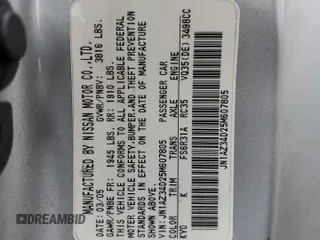 MANUFACTURED BY NISSAN MOTOR CO., LTD.
DATE: 03/05 GVWR/PNBV: 3816 LBS.
GAWR/PNBE FR: 1945 LBS. RR: 1910 LBS.
THIS VEHICLE CONFORMS TO ALL APPLICABLE FEDERAL
MOTOR VEHICLE SAFETY, BUMPER, AND THEFT PREVENTION
STANDARDS IN EFFECT ON THE DATE OF MANUFACTURE
SHOWN ABOVE.
VIN: JN1AZ34D25M607805 PASSENGER CAR
COLOR TRIM TRANS AXLE ENGINE
KY0 K FS6R31A RC35 VQ35(DE) 3498CC
JN1AZ34D25M607805
AUTOBIDMASTER